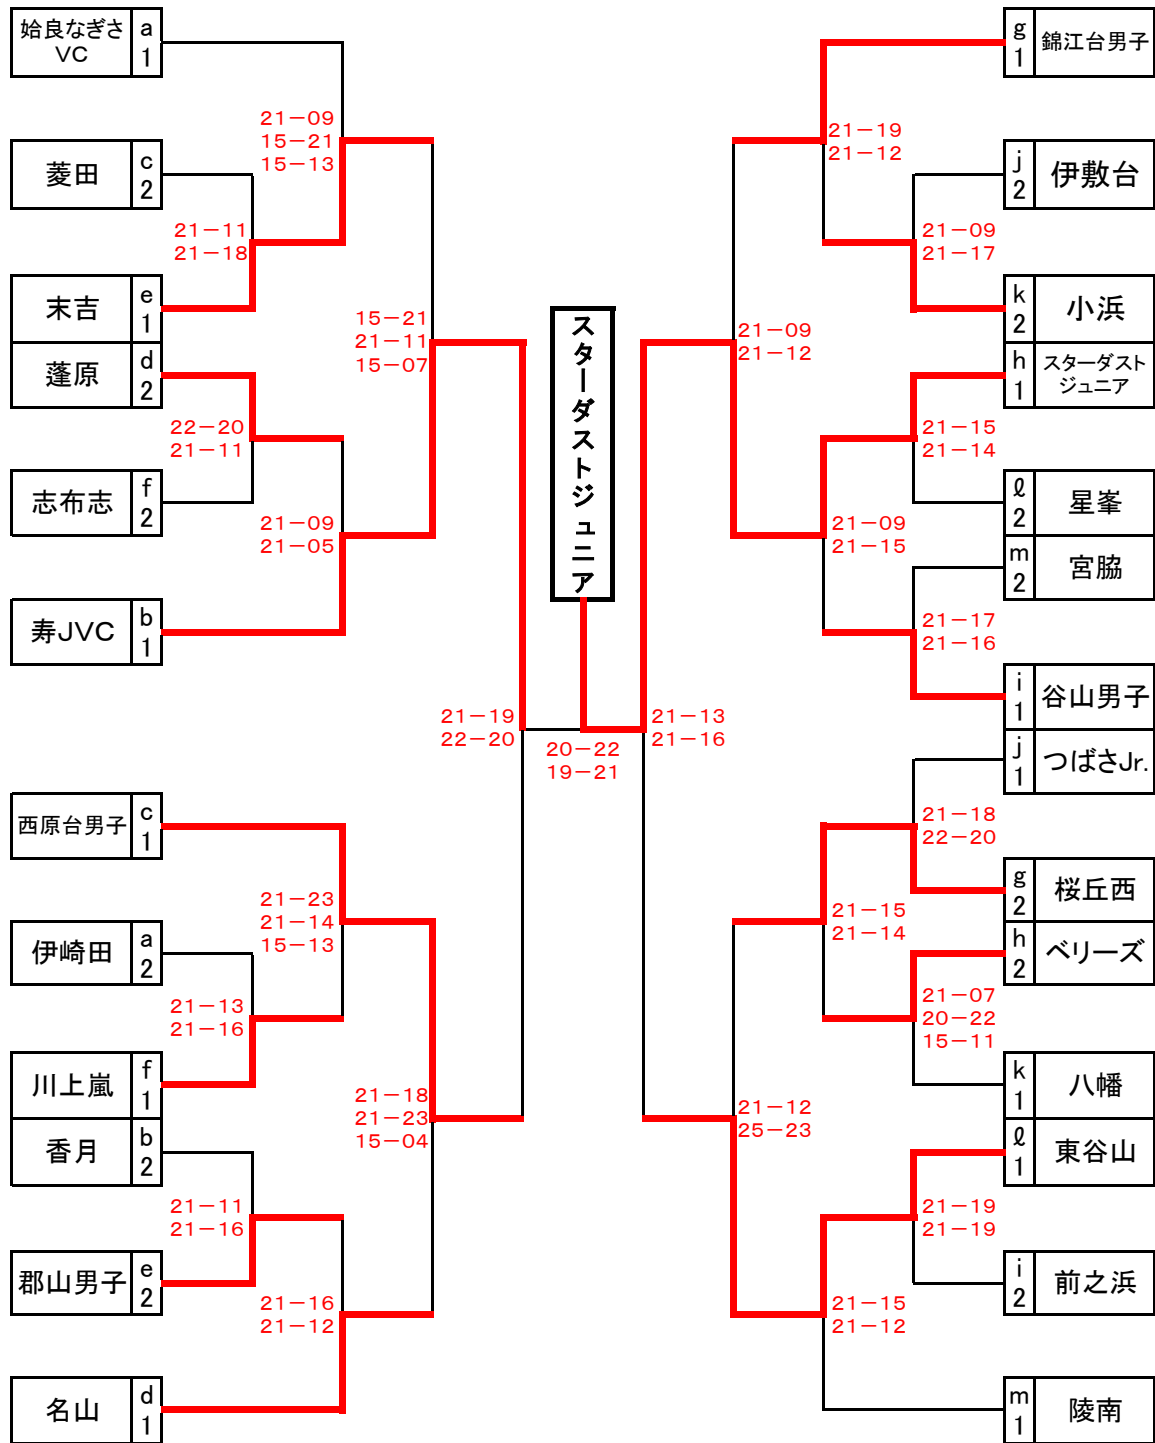 姶良なぎさ
VC
a
1
菱田
c
2
末吉
e
1
蓬原
d
2
志布志
f
2
寿JVC
b
1
西原台男子
c
1
伊崎田
a
2
川上嵐
f
1
香月
b
2
郡山男子
e
2
名山
d
1
21－09
15－21
15－13
21－11
21－18
22－20
21－11
21－09
21－05
15－21
21－11
15－07
21－23
21－14
15－13
21－13
21－16
21－11
21－16
21－16
21－12
21－18
21－23
15－04
21－19
22－20
スターダストジュニア
20－22
19－21
21－13
21－16
21－09
21－12
21－19
21－12
21－09
21－17
21－15
21－14
21－09
21－15
21－17
21－16
21－18
22－20
21－15
21－14
21－07
20－22
15－11
21－12
25－23
21－19
21－19
21－15
21－12
g
1
錦江台男子
j
2
伊敷台
k
2
小浜
h
1
スターダスト
ジュニア
ℓ
2
星峯
m
2
宮脇
i
1
谷山男子
j
1
つばさJr.
g
2
桜丘西
h
2
ベリーズ
k
1
八幡
ℓ
1
東谷山
i
2
前之浜
m
1
陵南